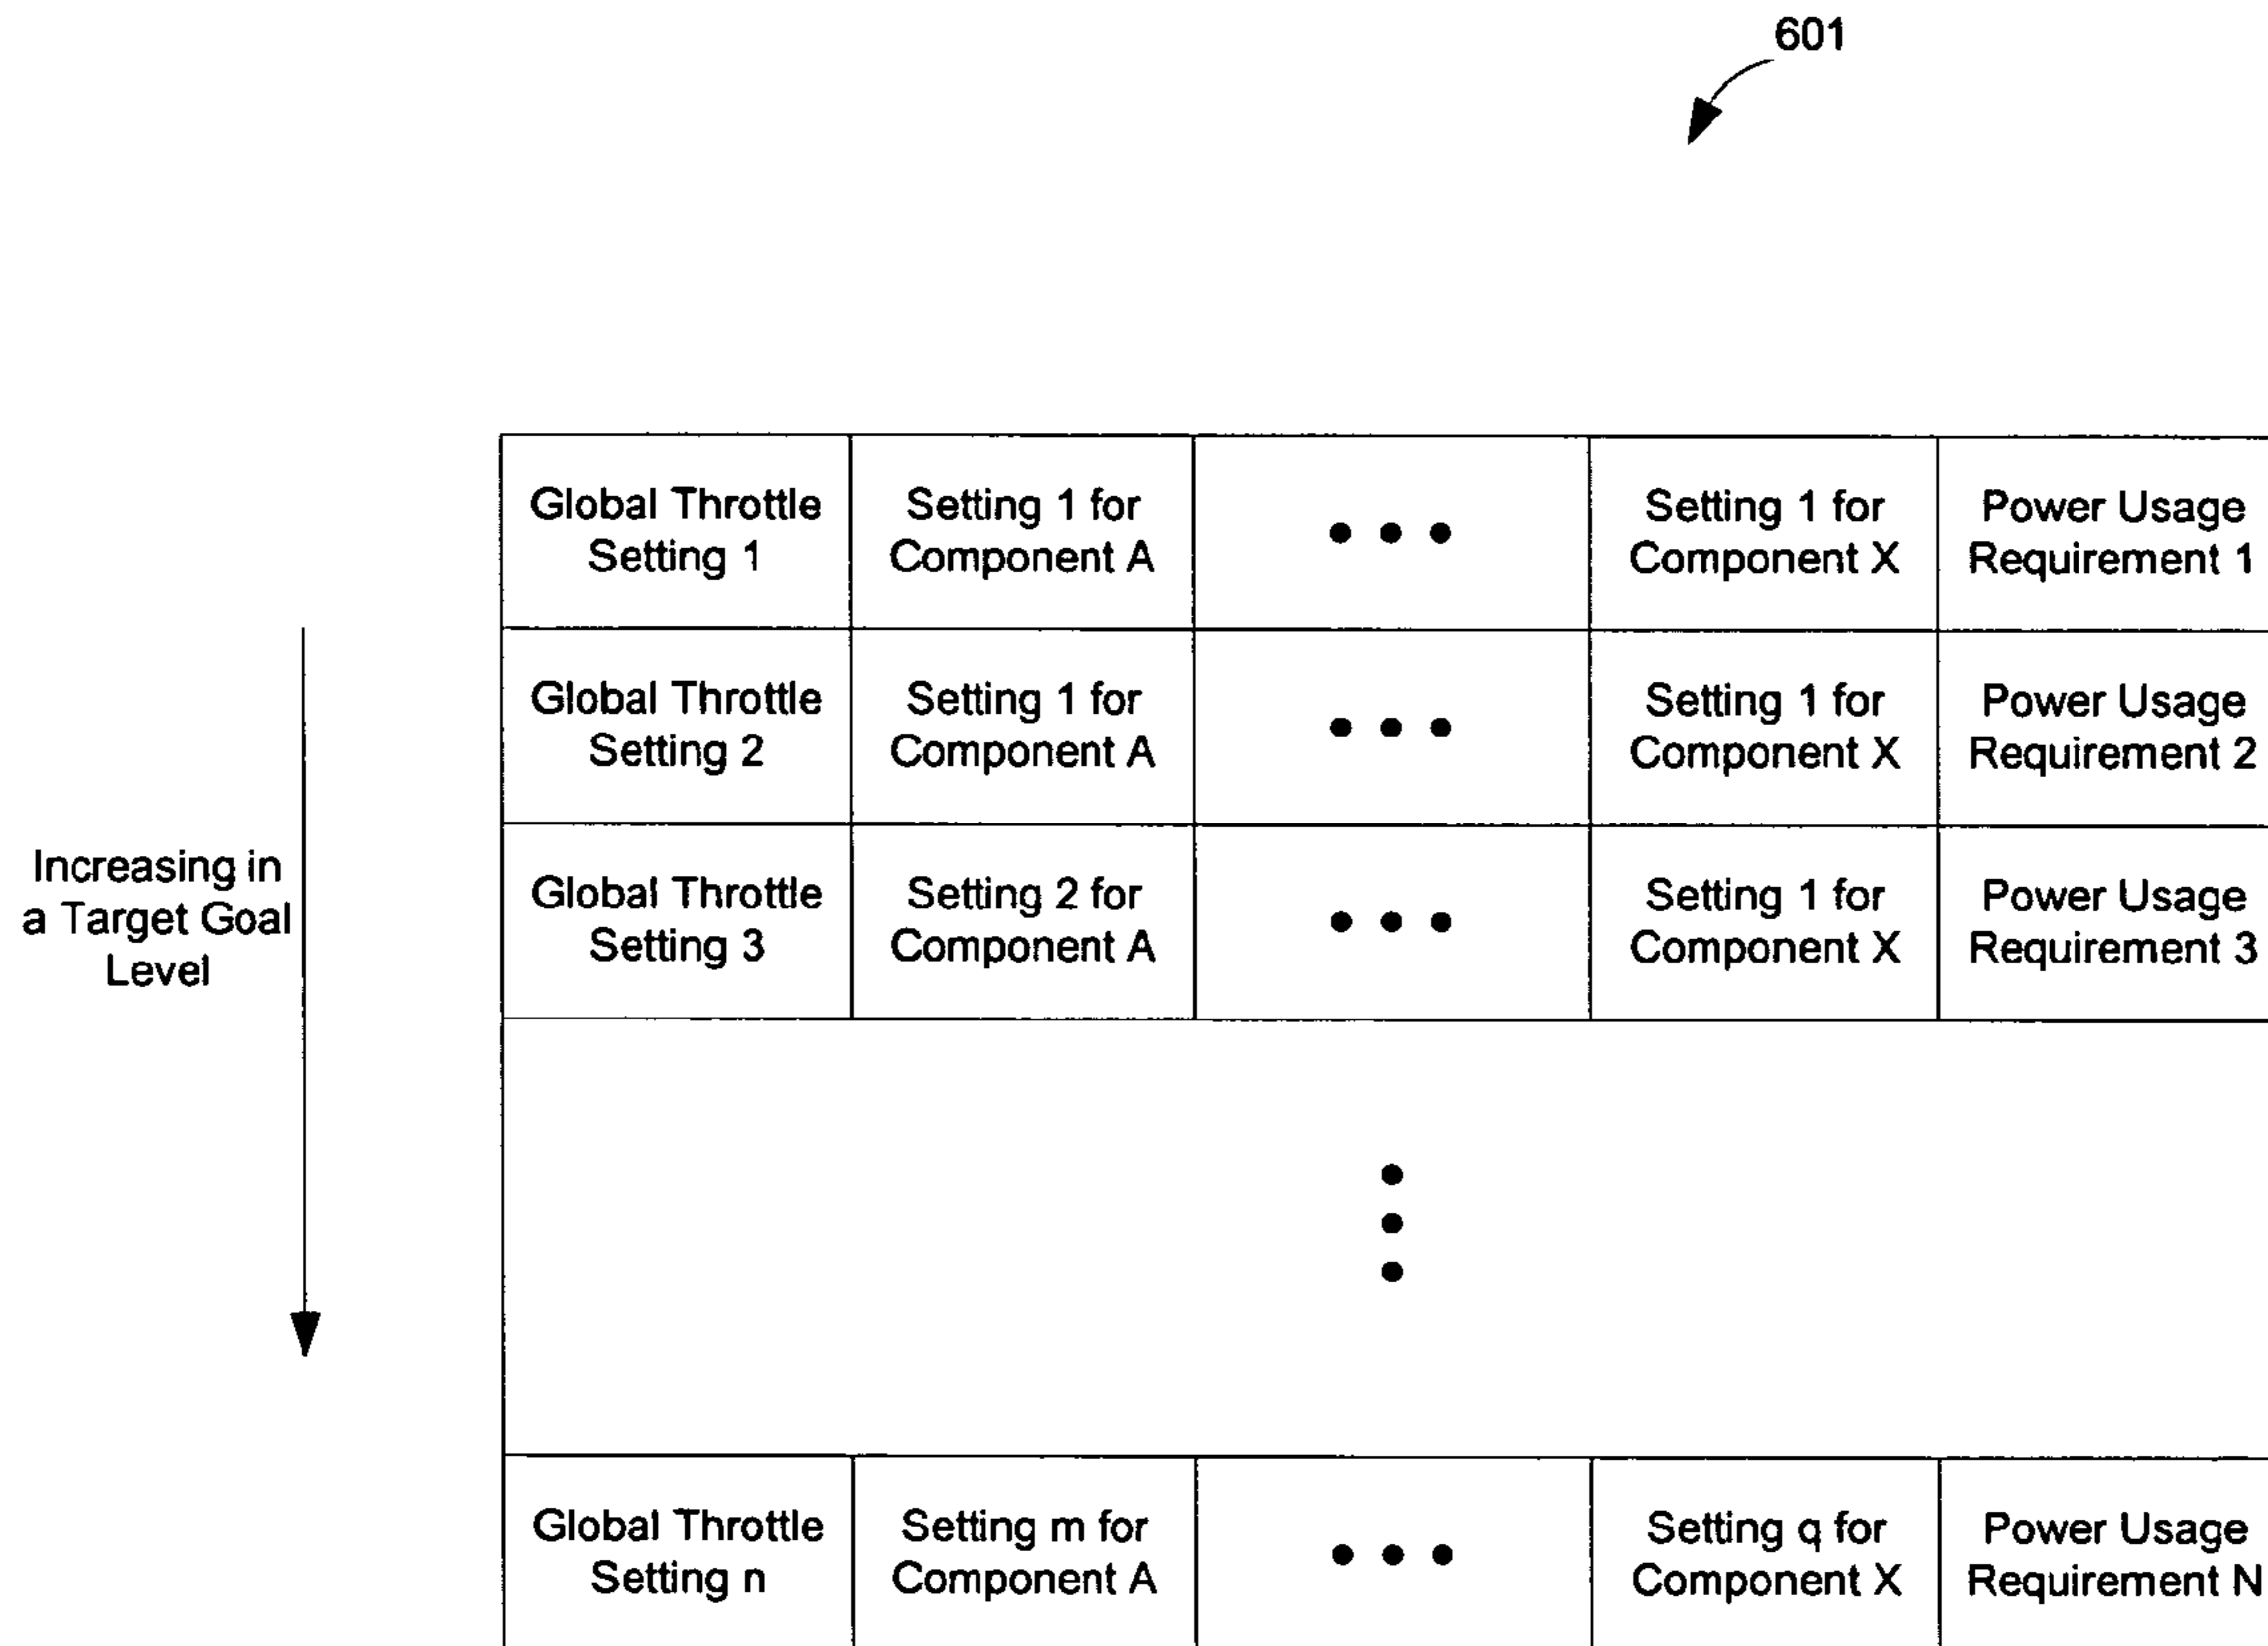 601
Global Throttle
Setting 1
Setting 1 for
Component A
Setting 1 for
Component X
Power Usage
Requirement 1
Global Throttle
Setting 2
Setting 1 for
Component A
Setting 1 for
Component X
Power Usage
Requirement 2
Increasing in
a Target Goal
Level
Global Throttle
Setting 3
Setting 2 for
Component A
Setting 1 for
Component X
Power Usage
Requirement 3
Global Throttle
Setting n
Setting m for
Component A
Setting q for
Component X
Power Usage
Requirement N